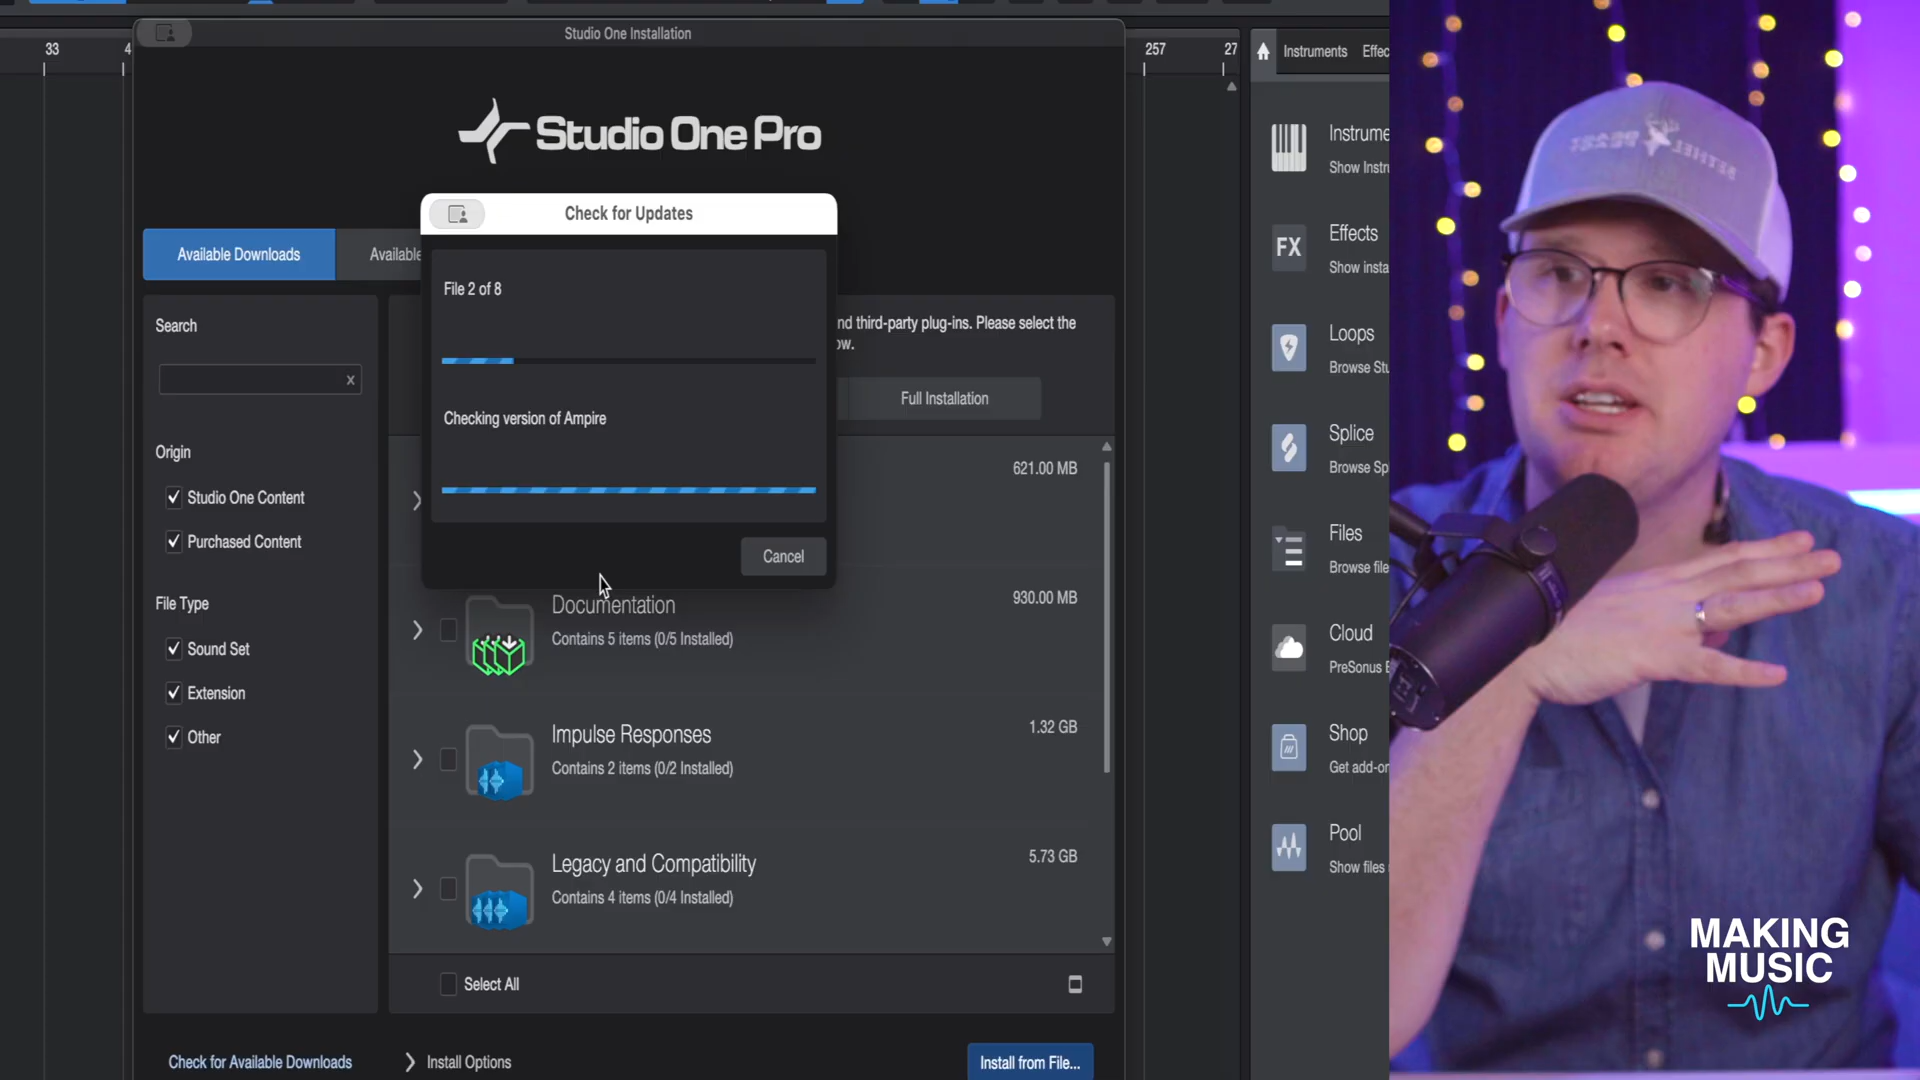 Studio One Installation
33
4
257
27
Studio One Pro
Instruments
Effec
Check for Updates
Available Downloads
Available
File 2 of 8
Checking version of Ampire
Cancel
nd third-party plug-ins. Please select the
ow.
Full Installation
Search
x
Origin
Studio One Content
Purchased Content
File Type
Sound Set
Extension
Other
621.00 MB
Documentation
Contains 5 items (0/5 Installed)
930.00 MB
Impulse Responses
Contains 2 items (0/2 Installed)
1.32 GB
Legacy and Compatibility
Contains 4 items (0/4 Installed)
5.73 GB
Select All
Check for Available Downloads
Install Options
Install from File...
Instrume
Show Instru
FX
Effects
Show insta
Loops
Browse Stu
Splice
Browse Spl
Files
Browse file
Cloud
PreSonus
Shop
Get add-on
Pool
Show files
MAKING
MUSIC